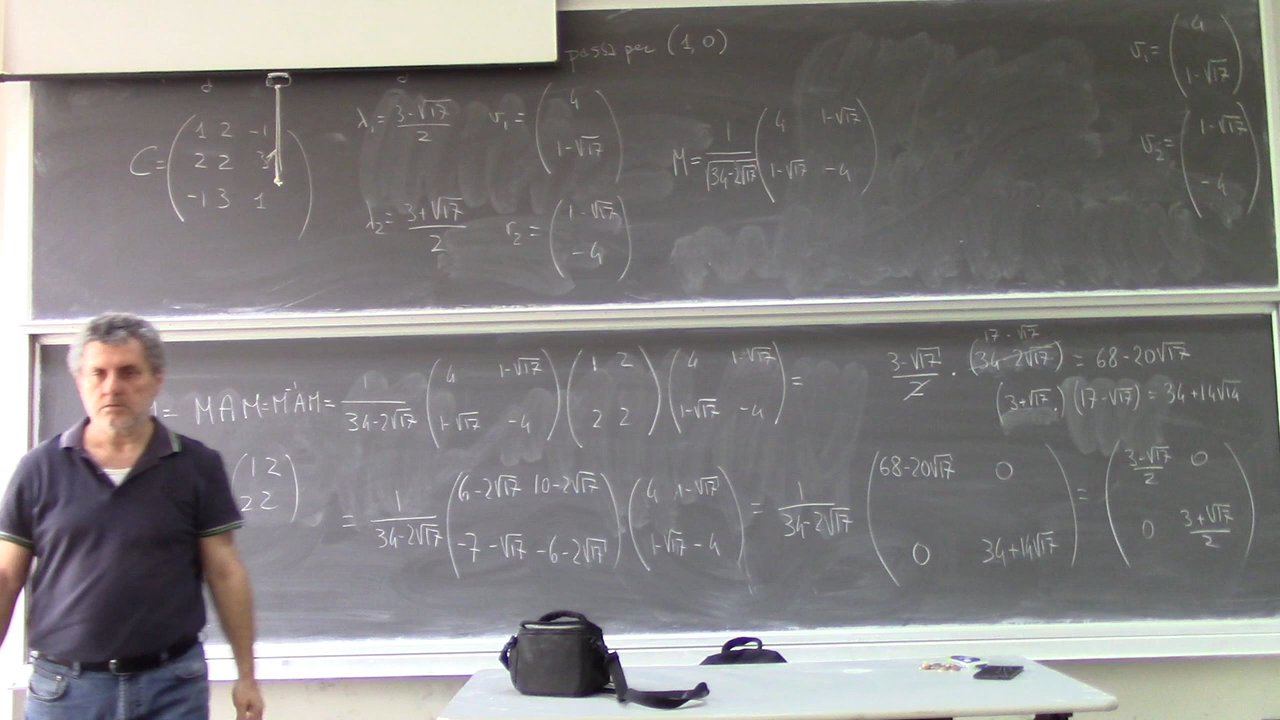 passa per (1,0)
C = ( 1 2 -1 ; 2 2 3 ; -1 3 1 )
λ₁ = (3-√17)/2   v₁ = ( 4 ; 1-√17 )
λ₂ = (3+√17)/2   v₂ = ( 1-√17 ; -4 )
M = 1/√(34-2√17) ( 4 1-√17 ; 1-√17 -4 )
v₁ = ( 4 ; 1-√17 )
v₂ = ( 1-√17 ; -4 )
= MAM = M⁻¹AM = 1/(34-2√17) ( 4 1-√17 ; 1-√17 -4 ) ( 1 2 ; 2 2 ) ( 4 1-√17 ; 1-√17 -4 ) =
( 1 2 ; 2 2 )
= 1/(34-2√17) ( 6-2√17 10-2√17 ; -7-√17 -6-2√17 ) ( 4 1-√17 ; 1-√17 -4 ) = 1/(34-2√17) ( 68-20√17 0 ; 0 34+14√17 ) = ( (3-√17)/2 0 ; 0 (3+√17)/2 )
17-√17
(3-√17)/2 · (34-2√17) = 68-20√17
(3+√17)(17-√17) = 34+14√14